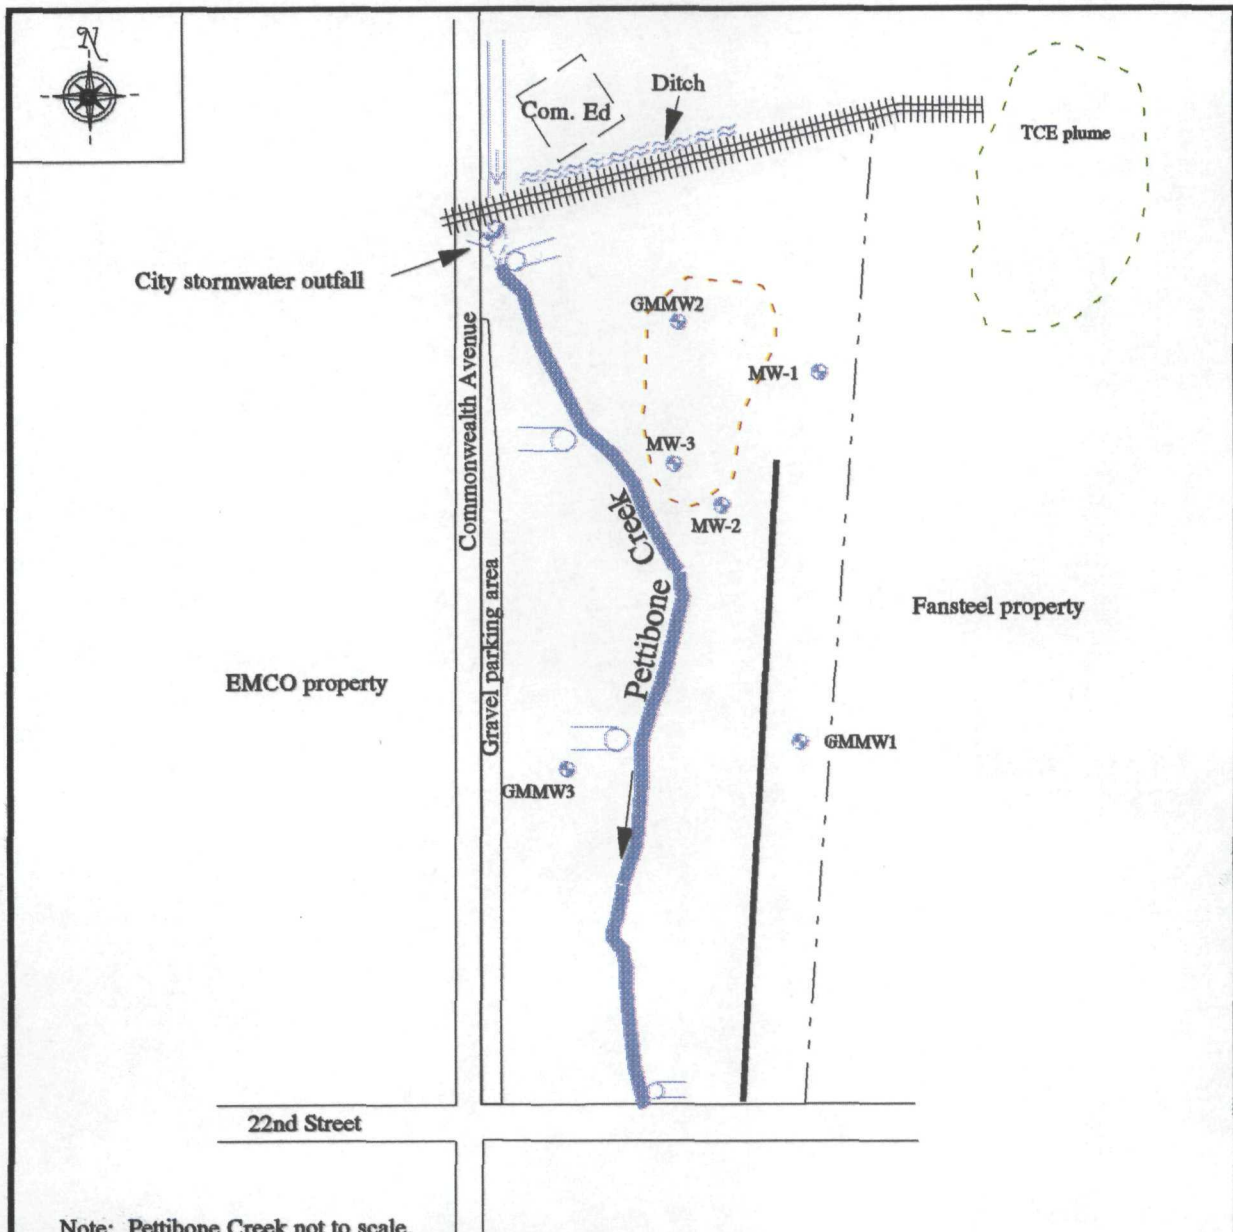 N
Ditch
Com. Ed
TCE plume
City stormwater outfall
GMMW2
MW-1
Commonwealth Avenue
MW-3
MW-2
Pettibone Creek
Gravel parking area
Fansteel property
EMCO property
GMMW1
GMMW3
22nd Street
Note: Pettibone Creek not to scale.